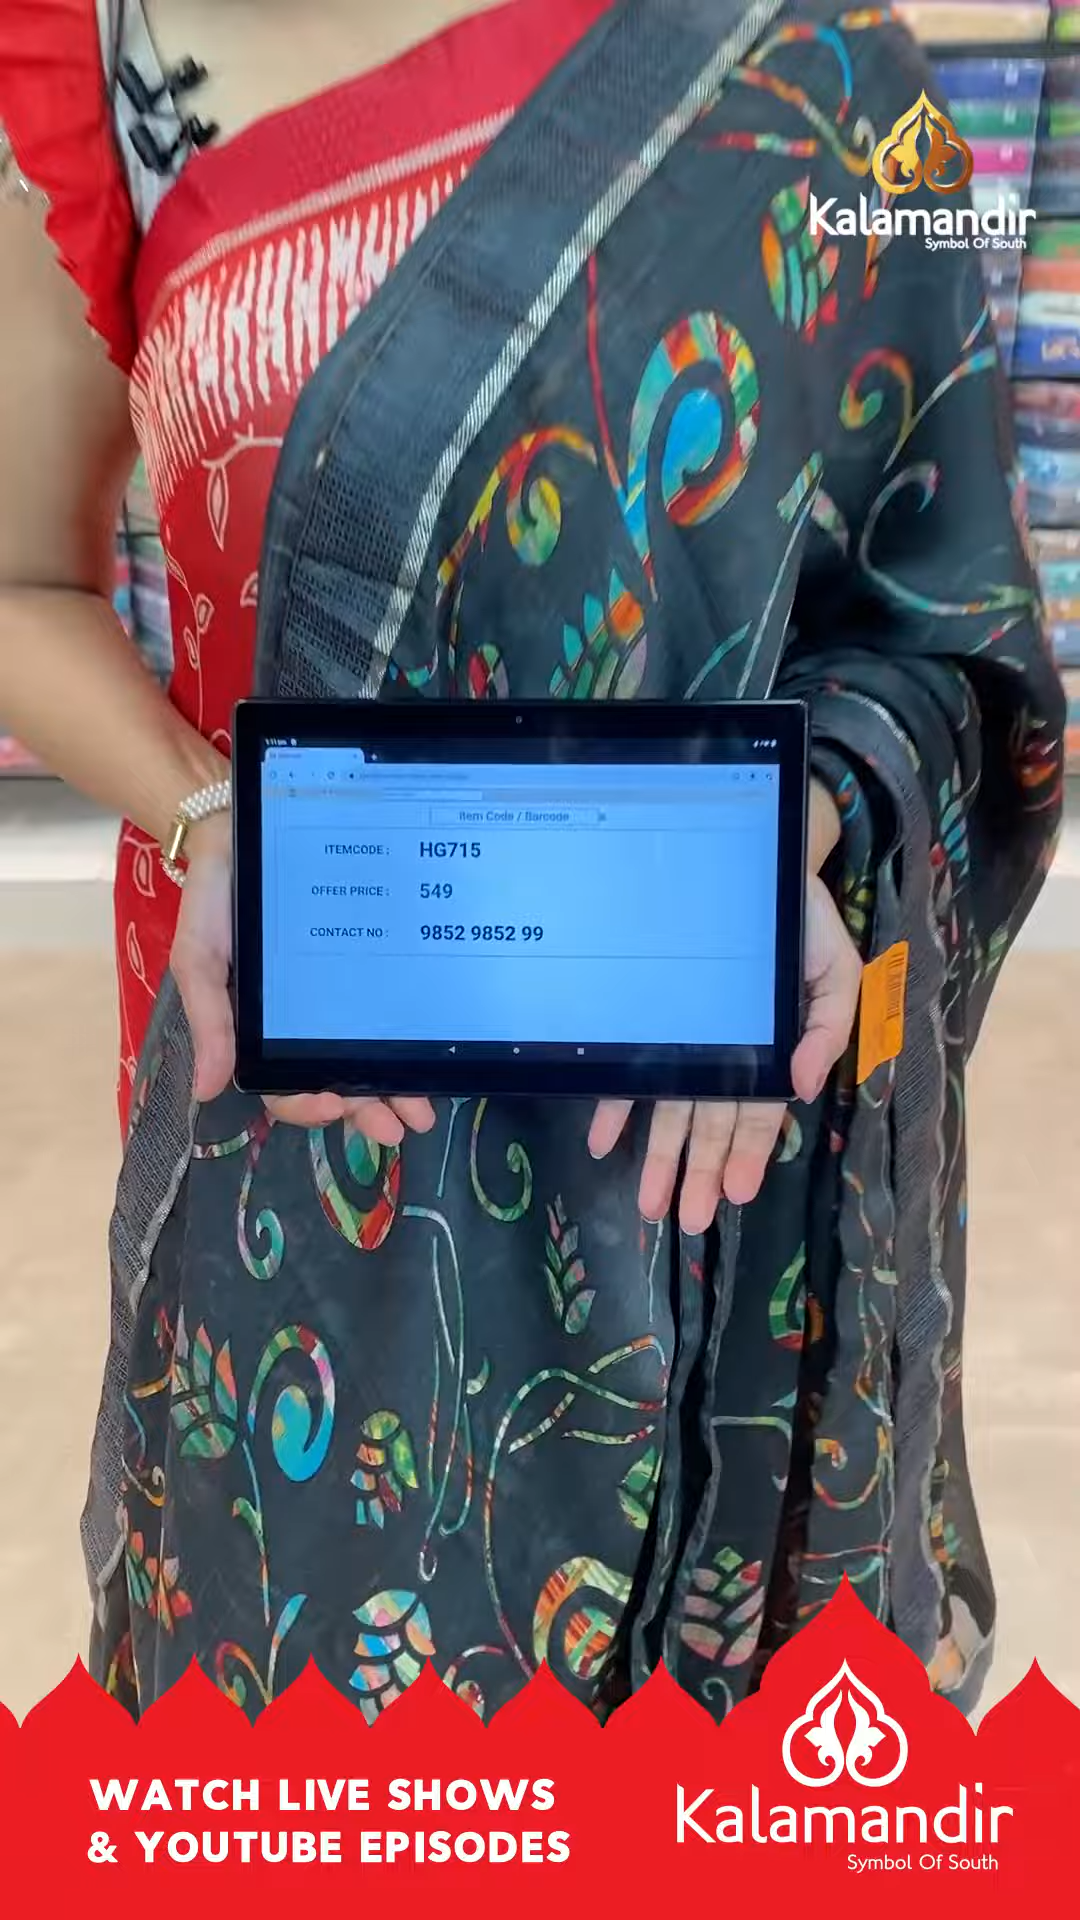 Kalamandir
Symbol Of South
Item Code / Barcode
ITEMCODE : HG715
OFFER PRICE : 549
CONTACT NO : 9852 9852 99
WATCH LIVE SHOWS
& YOUTUBE EPISODES
Kalamandir
Symbol Of South